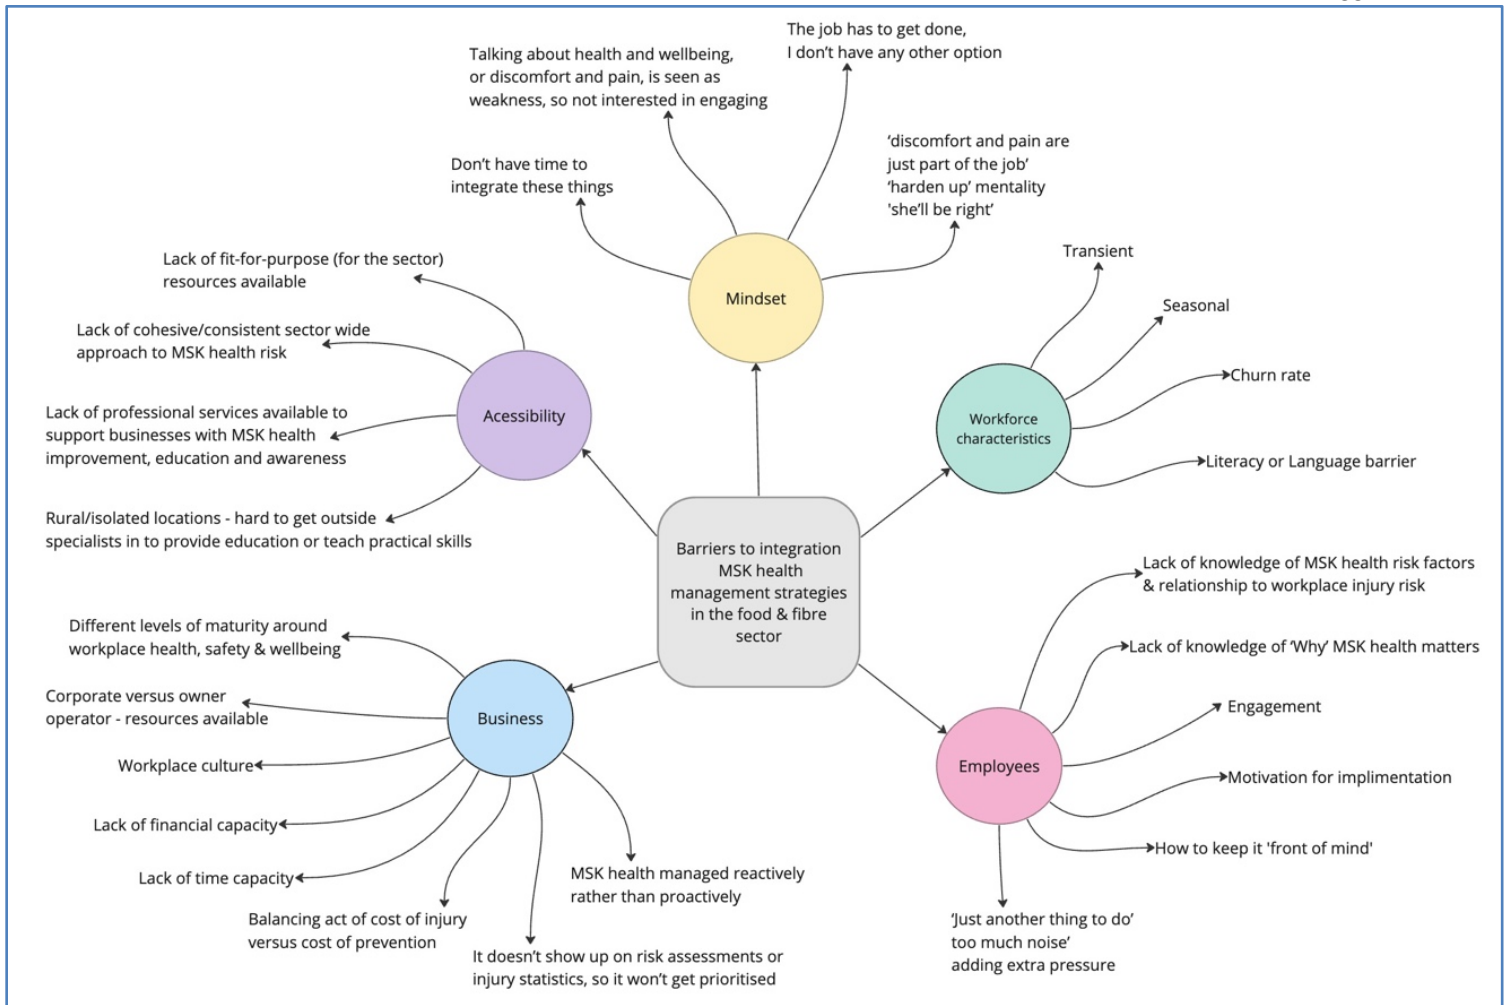 The job has to get done,
I don’t have any other option
Talking about health and wellbeing,
or discomfort and pain, is seen as
weakness, so not interested in engaging
‘discomfort and pain are
just part of the job’
‘harden up’ mentality
'she’ll be right’
Don’t have time to
integrate these things
Mindset
Lack of fit-for-purpose (for the sector)
resources available
Lack of cohesive/consistent sector wide
approach to MSK health risk
Lack of professional services available to
support businesses with MSK health
improvement, education and awareness
Rural/isolated locations - hard to get outside
specialists in to provide education or teach practical skills
Acessibility
Transient
Seasonal
Churn rate
Literacy or Language barrier
Workforce
characteristics
Barriers to integration
MSK health
management strategies
in the food & fibre
sector
Different levels of maturity around
workplace health, safety & wellbeing
Corporate versus owner
operator - resources available
Workplace culture
Lack of financial capacity
Lack of time capacity
Balancing act of cost of injury
versus cost of prevention
It doesn’t show up on risk assessments or
injury statistics, so it won’t get prioritised
MSK health managed reactively
rather than proactively
Business
Lack of knowledge of MSK health risk factors
& relationship to workplace injury risk
Lack of knowledge of ‘Why’ MSK health matters
Engagement
Motivation for implimentation
How to keep it 'front of mind'
‘Just another thing to do’
too much noise’
adding extra pressure
Employees